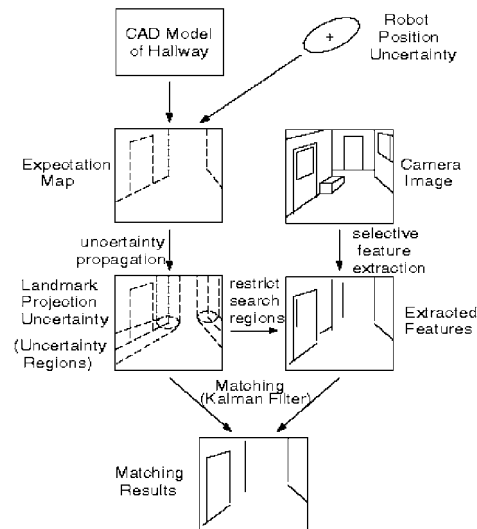 CAD Model
of Hallway
Robot
Position
Uncertainty
Expectation
Map
Camera
Image
uncertainty
propagation
selective
feature
extraction
Landmark
Projection
Uncertainty
(Uncertainty
Regions)
restrict
search
regions
Extracted
Features
Matching
(Kalman Filter)
Matching
Results